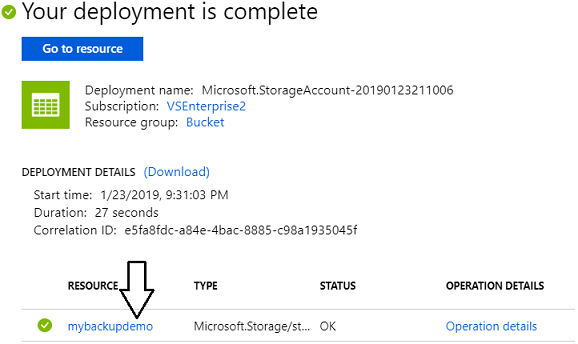 Your deployment is complete
Go to resource
Deployment name: Microsoft.StorageAccount-20190123211006
Subscription: VSEnterprise2
Resource group: Bucket
DEPLOYMENT DETAILS (Download)
Start time: 1/23/2019, 9:31:03 PM
Duration: 27 seconds
Correlation ID: e5fa8fdc-a84e-4bac-8885-c98a1935045f
RESOURCE TYPE STATUS OPERATION DETAILS
mybackupdemo Microsoft.Storage/st... OK Operation details